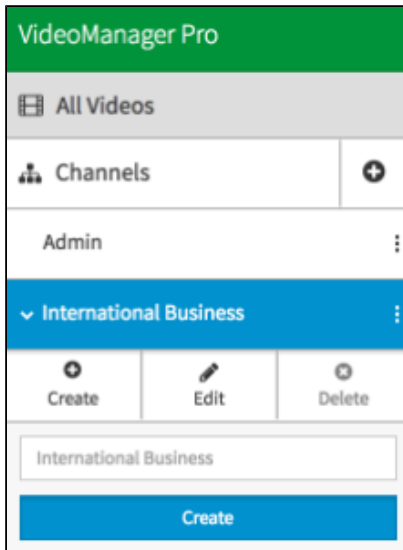 VideoManager Pro
All Videos
Channels
Admin
International Business
Create Edit Delete
International Business
Create